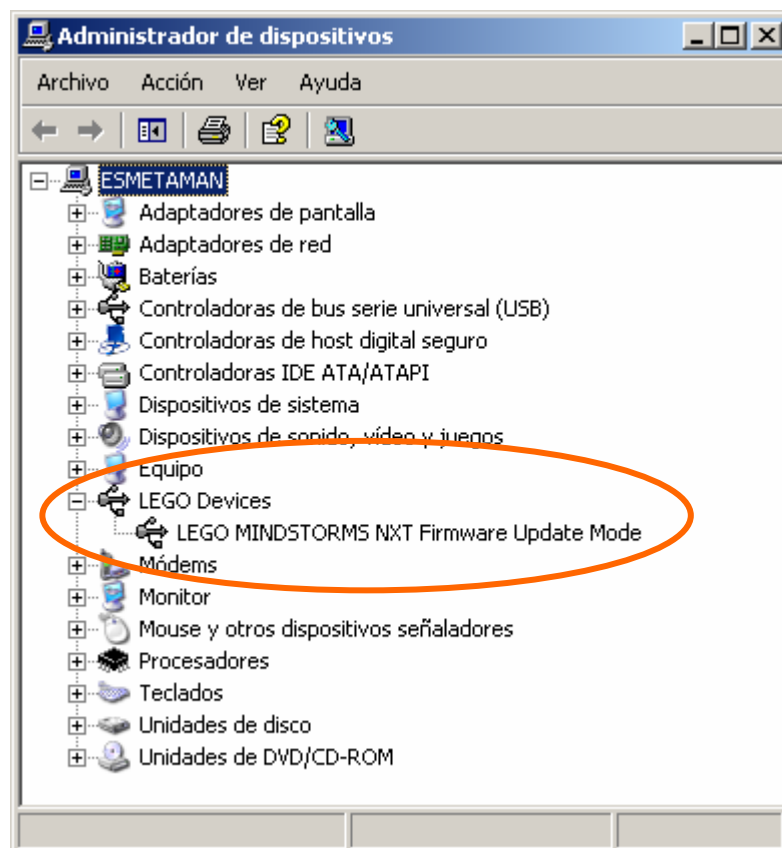 Administrador de dispositivos
Archivo Acción Ver Ayuda
ESMETAMAN
Adaptadores de pantalla
Adaptadores de red
Baterías
Controladoras de bus serie universal (USB)
Controladoras de host digital seguro
Controladoras IDE ATA/ATAPI
Dispositivos de sistema
Dispositivos de sonido, vídeo y juegos
Equipo
LEGO Devices
LEGO MINDSTORMS NXT Firmware Update Mode
Módems
Monitor
Mouse y otros dispositivos señaladores
Procesadores
Teclados
Unidades de disco
Unidades de DVD/CD-ROM